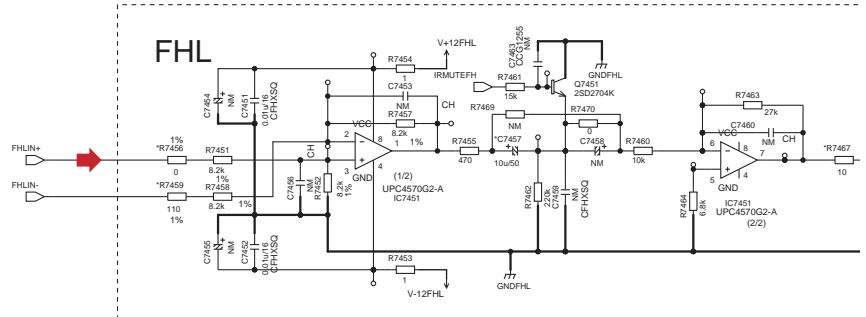 FHL
V+12FHL
R7454
1
C7453
NM
R7457
8.2k
1%
CH
C7454
NM
C7451
0.01u/16
CFHXSQ
IRMUTEFH
R7461
15k
C7463
CCG1255
NM
GNDFHL
Q7451
2SD2704K
R7469
NM
R7470
0
R7463
27k
C7460
NM
CH
FHLIN+
1%
*R7456
0
R7451
8.2k
1%
FHLIN-
*R7459
110
1%
R7458
8.2k
1%
CH
C7456
NM
R7452
8.2k
1%
VCC
2
3
8
4
1
GND
(1/2)
UPC4570G2-A
IC7451
R7455
470
*C7457
10u/50
C7458
NM
R7460
10k
R7462
220k
C7459
NM
CFHXSQ
VCC
6
5
8
4
7
GND
IC7451
UPC4570G2-A
(2/2)
R7464
6.8k
*R7467
10
C7455
NM
C7452
0.01u/16
CFHXSQ
R7453
1
V-12FHL
GNDFHL